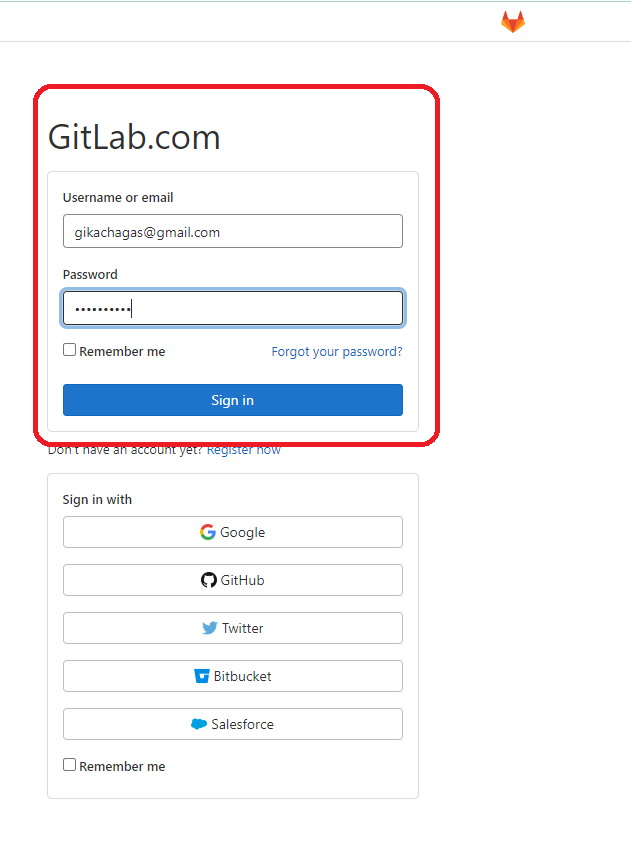 GitLab.com
Username or email
gikachagas@gmail.com
Password
••••••••••
Remember me
Forgot your password?
Sign in
Don't have an account yet? Register now
Sign in with
Google
GitHub
Twitter
Bitbucket
Salesforce
Remember me